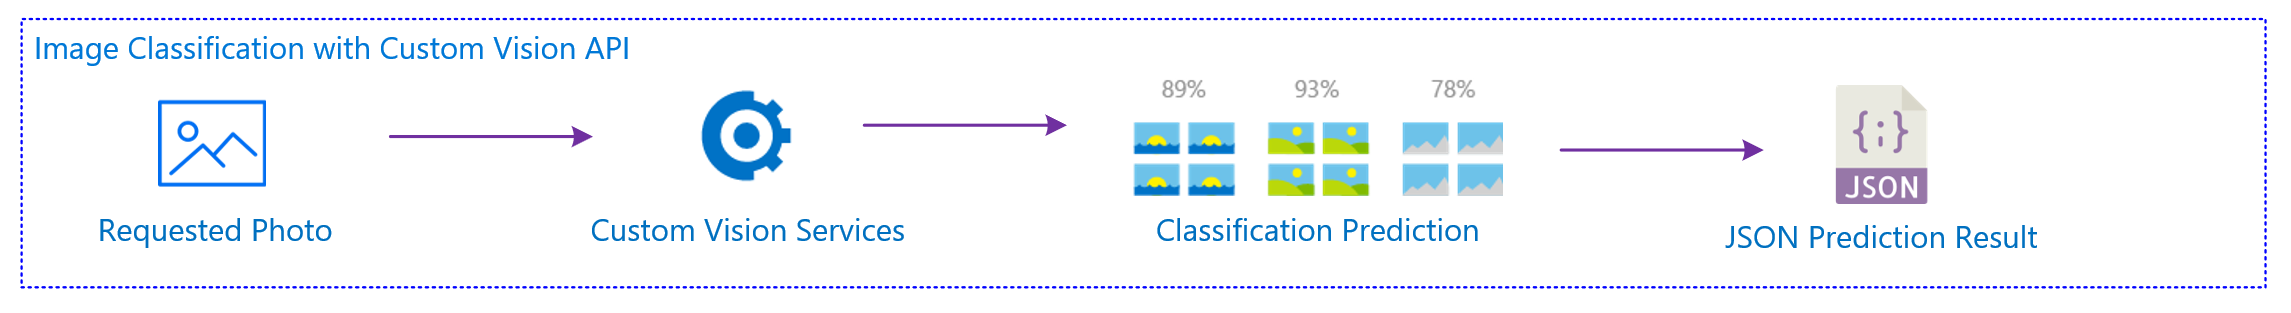 Image Classification with Custom Vision API
89% 93% 78%
{;}
JSON
Requested Photo
Custom Vision Services
Classification Prediction
JSON Prediction Result